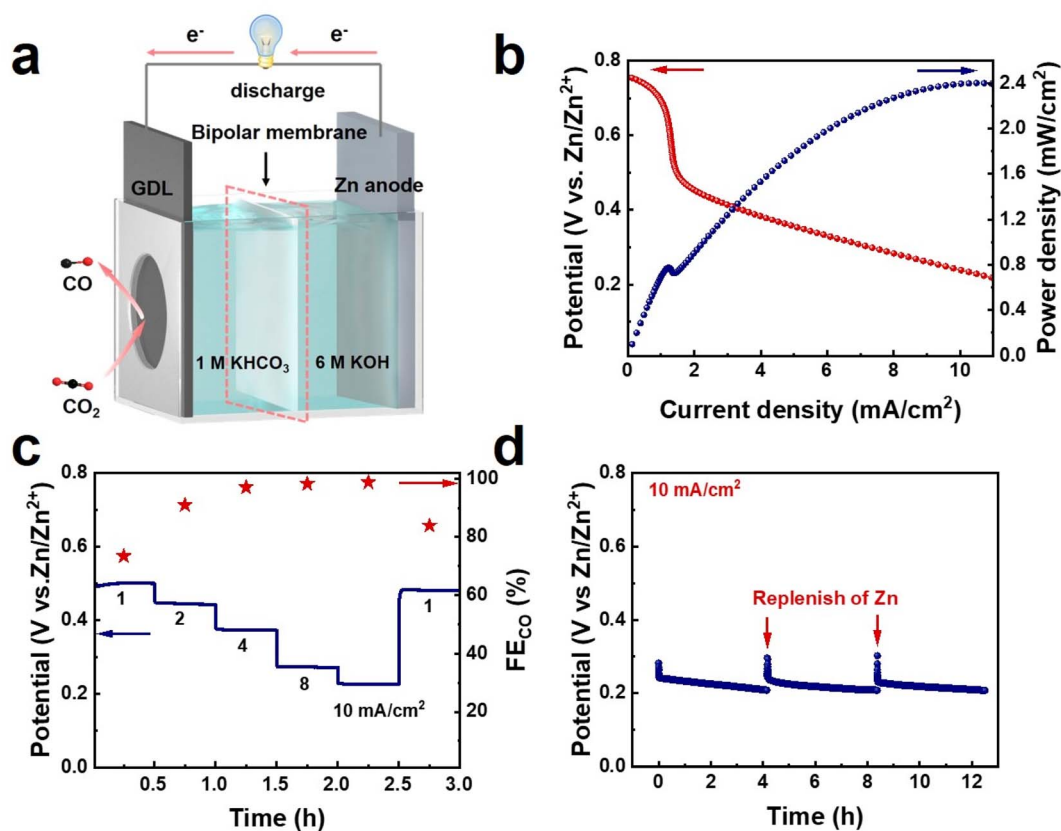 a
e⁻ e⁻
discharge
Bipolar membrane
GDL
Zn anode
CO
CO₂
1 M KHCO₃
6 M KOH
b
Potential (V vs. Zn/Zn²⁺)
0.8
0.6
0.4
0.2
0 2 4 6 8 10
Current density (mA/cm²)
2.4
2.0
1.6
1.2
0.8
0.4
0.0
Power density (mW/cm²)
c
Potential (V vs.Zn/Zn²⁺)
0.8
0.6
0.4
0.2
0.0
1
2
4
8
10 mA/cm²
1
0.5 1.0 1.5 2.0 2.5 3.0
Time (h)
100
80
60
40
20
FE_CO (%)
d
Potential (V vs Zn/Zn²⁺)
0.8
0.6
0.4
0.2
0.0
10 mA/cm²
Replenish of Zn
0 2 4 6 8 10 12
Time (h)